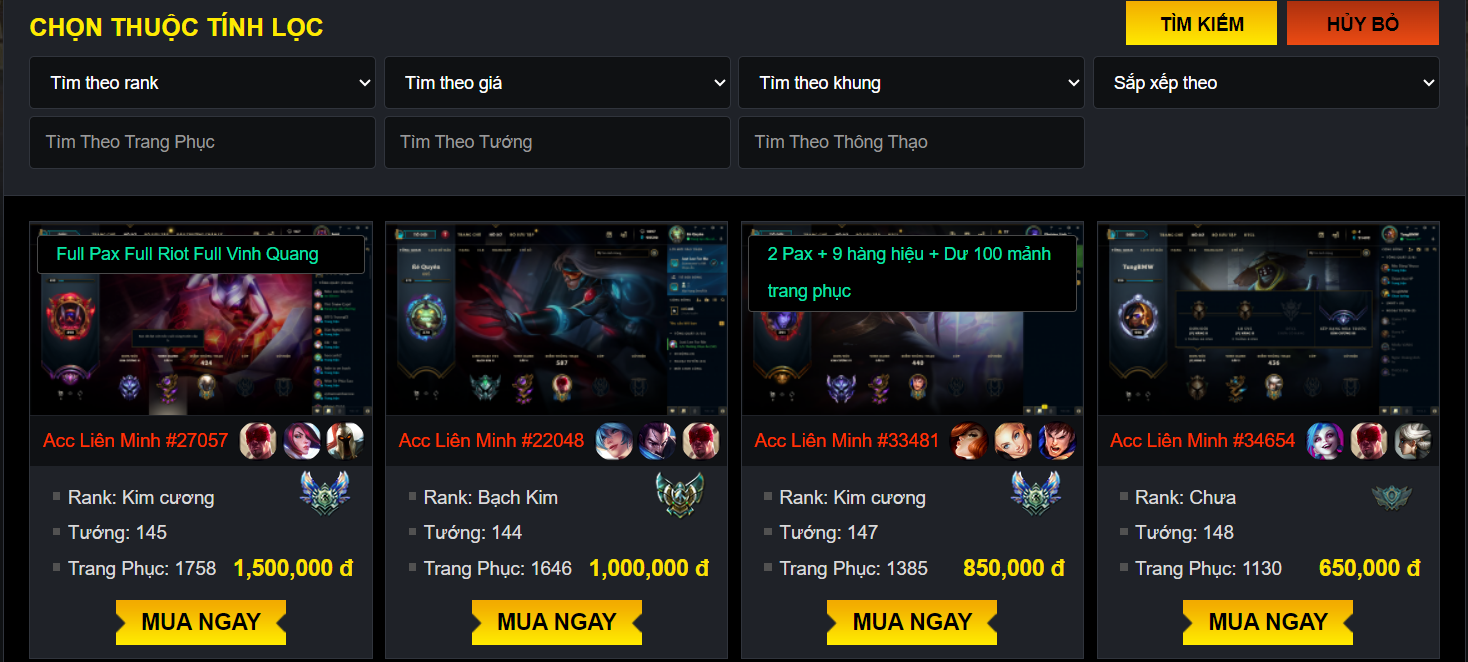 CHỌN THUỘC TÍNH LỌC
TÌM KIẾM
HỦY BỎ
Tìm theo rank
Tìm theo giá
Tìm theo khung
Sắp xếp theo
Tìm Theo Trang Phục
Tìm Theo Tướng
Tìm Theo Thông Thạo
Full Pax Full Riot Full Vinh Quang
Acc Liên Minh #27057
Rank: Kim cương
Tướng: 145
Trang Phục: 1758
1,500,000 đ
MUA NGAY
Acc Liên Minh #22048
Rank: Bạch Kim
Tướng: 144
Trang Phục: 1646
1,000,000 đ
MUA NGAY
2 Pax + 9 hàng hiệu + Dư 100 mảnh
trang phục
Acc Liên Minh #33481
Rank: Kim cương
Tướng: 147
Trang Phục: 1385
850,000 đ
MUA NGAY
TungBMW
Acc Liên Minh #34654
Rank: Chưa
Tướng: 148
Trang Phục: 1130
650,000 đ
MUA NGAY